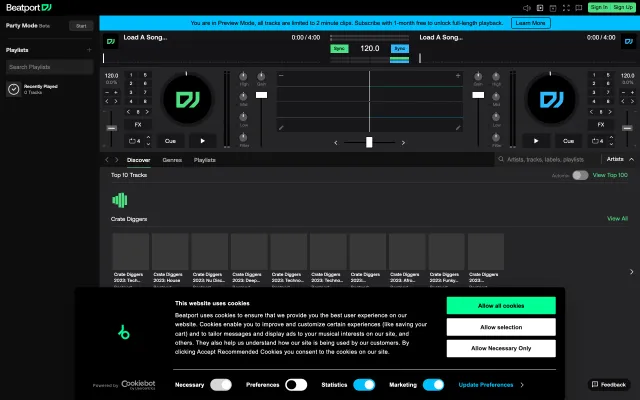 Beatport DJ
Sign In | Sign Up
Party Mode Beta
Start
You are in Preview Mode, all tracks are limited to 2 minute clips. Subscribe with 1-month free to unlock full-length playback.
Learn More
Playlists
Search Playlists
Recently Played
0 Tracks
Load A Song...
0:00 / 4:00
Sync
120.0
Sync
Load A Song...
0:00 / 4:00
120.0
0.0%
1 5
2 6
3 7
4 8
8
FX
4
Cue
High
Mid
Low
Filter
Gain
Gain
High
Mid
Low
Filter
Cue
1 5
2 6
3 7
4 8
8
FX
4
120.0
0.0%
Discover
Genres
Playlists
Artists, tracks, labels, playlists
Artists
Top 10 Tracks
Automix
View Top 100
Crate Diggers
View All
Crate Diggers
2023: Tech...
Crate Diggers
2023: House
Crate Diggers
2023: Nu Disc...
Crate Diggers
2023: Deep...
Crate Diggers
2023: Techno...
Crate Diggers
2023: Techno...
Crate Diggers
2023:...
Crate Diggers
2023: Afro...
Crate Diggers
2023: Funky...
Crate Diggers
2023:...
This website uses cookies
Beatport uses cookies to ensure that we provide you the best user experience on our
website. Cookies enable you to improve and customize certain experiences (like saving your
cart) and to tailor messages and display ads to your musical interests on our site, and
others. They also help us understand how our site is being used by our customers. By
clicking Accept Recommended Cookies you consent to the cookies on our site.
Allow all cookies
Allow selection
Allow Necessary Only
Powered by
Cookiebot
by Usercentrics
Necessary
Preferences
Statistics
Marketing
Update Preferences
Feedback